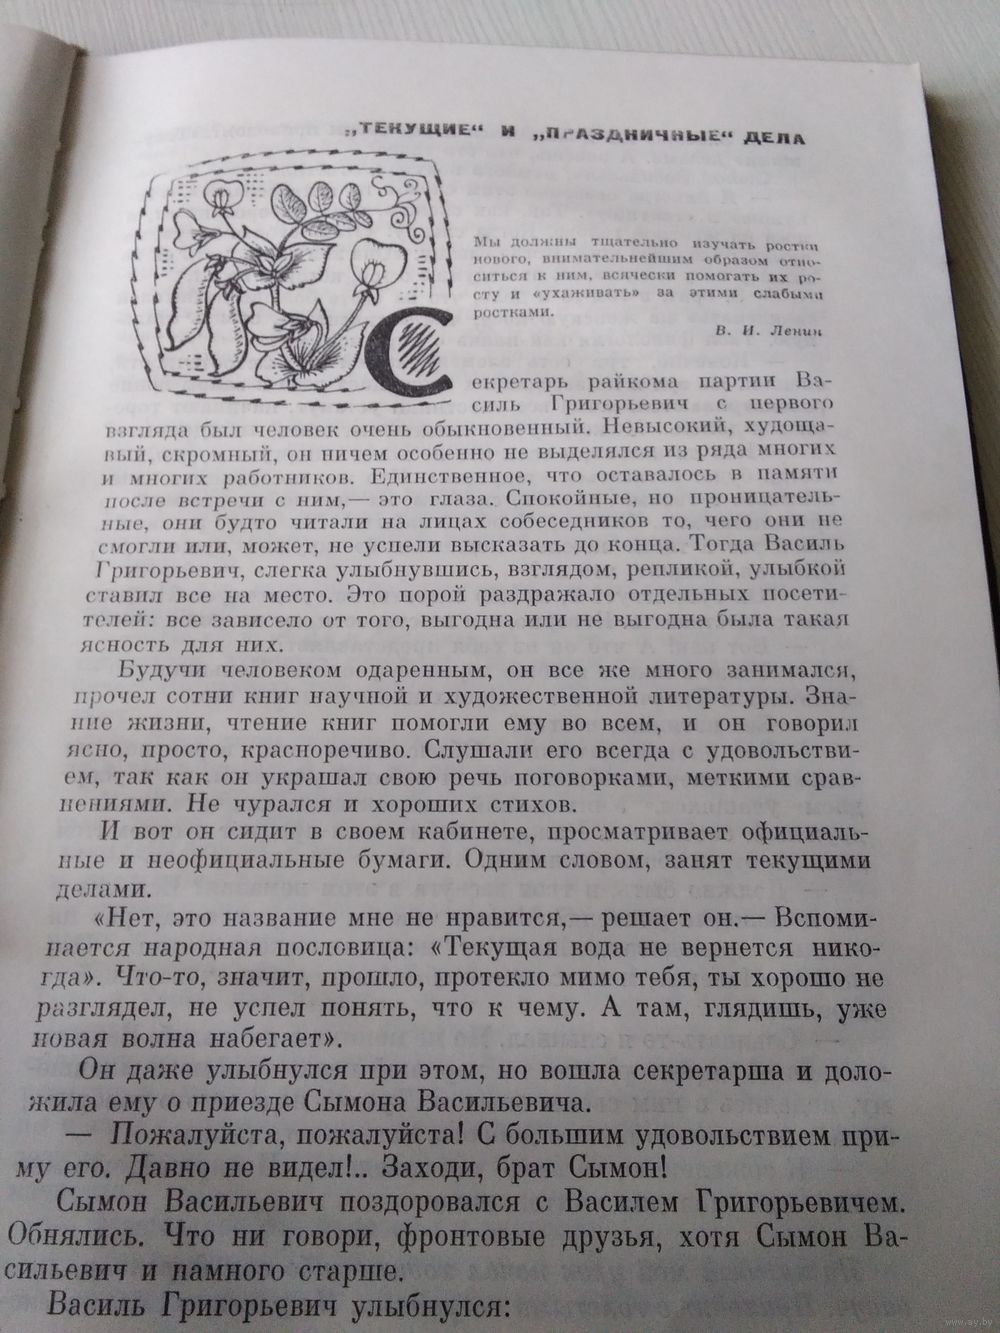 „ТЕКУЩИЕ“ И „ПРАЗДНИЧНЫЕ“ ДЕЛА
Мы должны тщательно изучать ростки
нового, внимательнейшим образом отно-
ситься к ним, всячески помогать их ро-
сту и «ухаживать» за этими слабыми
ростками.
В. И. Ленин
Секретарь райкома партии Ва-
силь Григорьевич с первого
взгляда был человек очень обыкновенный. Невысокий, худоща-
вый, скромный, он ничем особенно не выделялся из ряда многих
и многих работников. Единственное, что оставалось в памяти
после встречи с ним,— это глаза. Спокойные, но проницатель-
ные, они будто читали на лицах собеседников то, чего они не
смогли или, может, не успели высказать до конца. Тогда Василь
Григорьевич, слегка улыбнувшись, взглядом, репликой, улыбкой
ставил все на место. Это порой раздражало отдельных посети-
телей: все зависело от того, выгодна или не выгодна была такая
ясность для них.
Будучи человеком одаренным, он все же много занимался,
прочел сотни книг научной и художественной литературы. Зна-
ние жизни, чтение книг помогли ему во всем, и он говорил
ясно, просто, красноречиво. Слушали его всегда с удовольстви-
ем, так как он украшал свою речь поговорками, меткими срав-
нениями. Не чурался и хороших стихов.
И вот он сидит в своем кабинете, просматривает официаль-
ные и неофициальные бумаги. Одним словом, занят текущими
делами.
«Нет, это название мне не нравится,— решает он.— Вспоми-
нается народная пословица: «Текущая вода не вернется нико-
гда». Что-то, значит, прошло, протекло мимо тебя, ты хорошо не
разглядел, не успел понять, что к чему. А там, глядишь, уже
новая волна набегает».
Он даже улыбнулся при этом, но вошла секретарша и доло-
жила ему о приезде Сымона Васильевича.
— Пожалуйста, пожалуйста! С большим удовольствием при-
му его. Давно не видел!.. Заходи, брат Сымон!
Сымон Васильевич поздоровался с Василем Григорьевичем.
Обнялись. Что ни говори, фронтовые друзья, хотя Сымон Ва-
сильевич и намного старше.
Василь Григорьевич улыбнулся:
www.ay.by